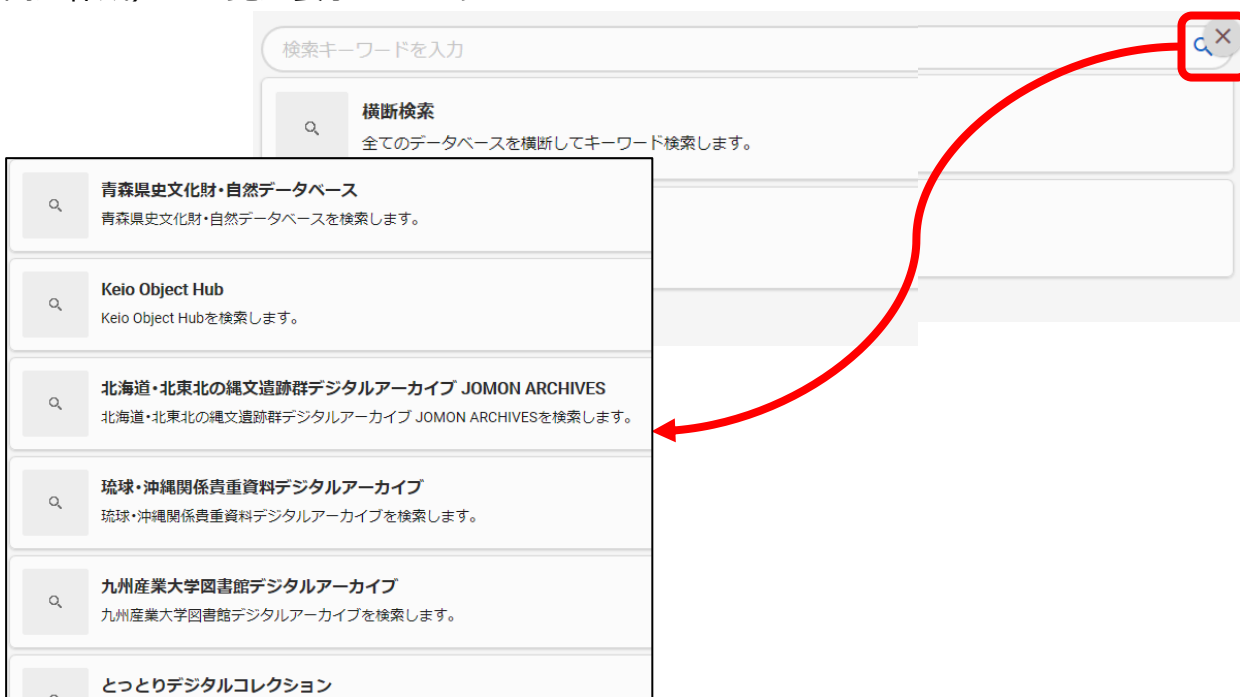 検索キーワードを入力
横断検索
全てのデータベースを横断してキーワード検索します。
青森県史文化財・自然データベース
青森県史文化財・自然データベースを検索します。
Keio Object Hub
Keio Object Hubを検索します。
北海道・北東北の縄文遺跡群デジタルアーカイブ JOMON ARCHIVES
北海道・北東北の縄文遺跡群デジタルアーカイブ JOMON ARCHIVESを検索します。
琉球・沖縄関係貴重資料デジタルアーカイブ
琉球・沖縄関係貴重資料デジタルアーカイブを検索します。
九州産業大学図書館デジタルアーカイブ
九州産業大学図書館デジタルアーカイブを検索します。
とっとりデジタルコレクション